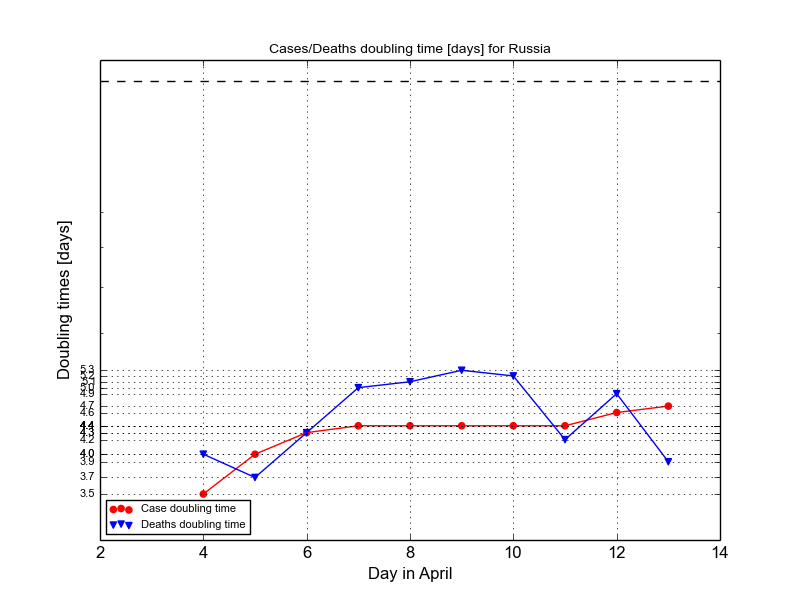 Cases/Deaths doubling time [days] for Russia
Doubling times [days]
5.3
5.2
5.1
5.0
4.9
4.7
4.6
4.4
4.3
4.2
4.0
3.9
3.7
3.5
Case doubling time
Deaths doubling time
2 4 6 8 10 12 14
Day in April